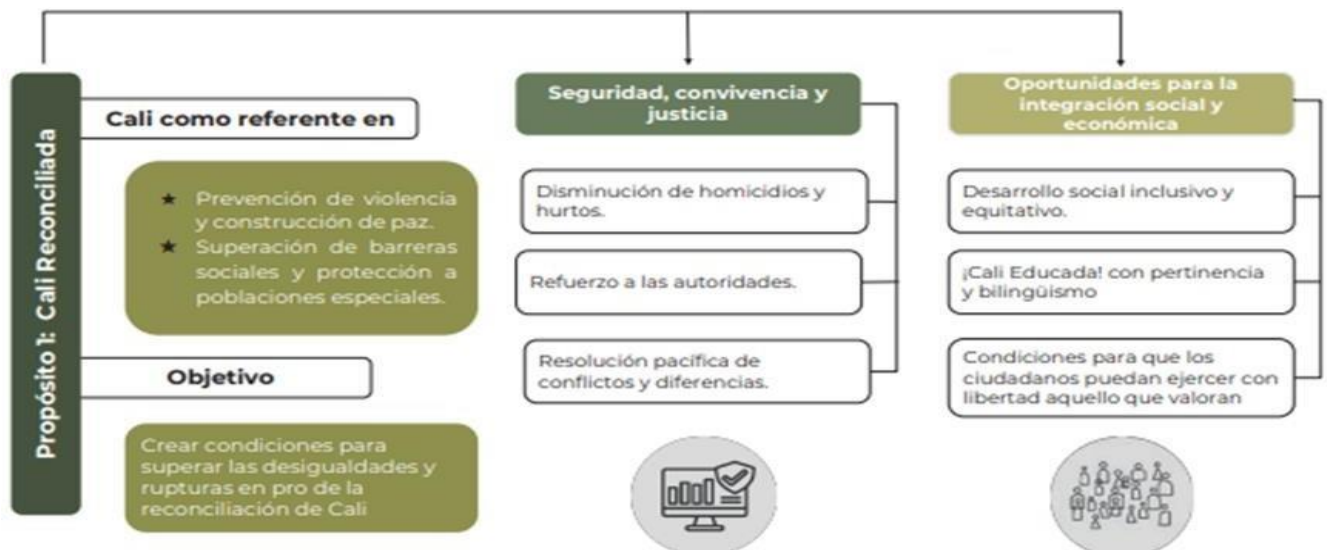 Propósito 1: Cali Reconciliada
Cali como referente en
★ Prevención de violencia
y construcción de paz.
★ Superación de barreras
sociales y protección a
poblaciones especiales.
Objetivo
Crear condiciones para
superar las desigualdades y
rupturas en pro de la
reconciliación de Cali
Seguridad, convivencia y
justicia
Disminución de homicidios y
hurtos.
Refuerzo a las autoridades.
Resolución pacífica de
conflictos y diferencias.
Oportunidades para la
integración social y
económica
Desarrollo social inclusivo y
equitativo.
¡Cali Educada! con pertinencia
y bilingüismo
Condiciones para que los
ciudadanos puedan ejercer con
libertad aquello que valoran